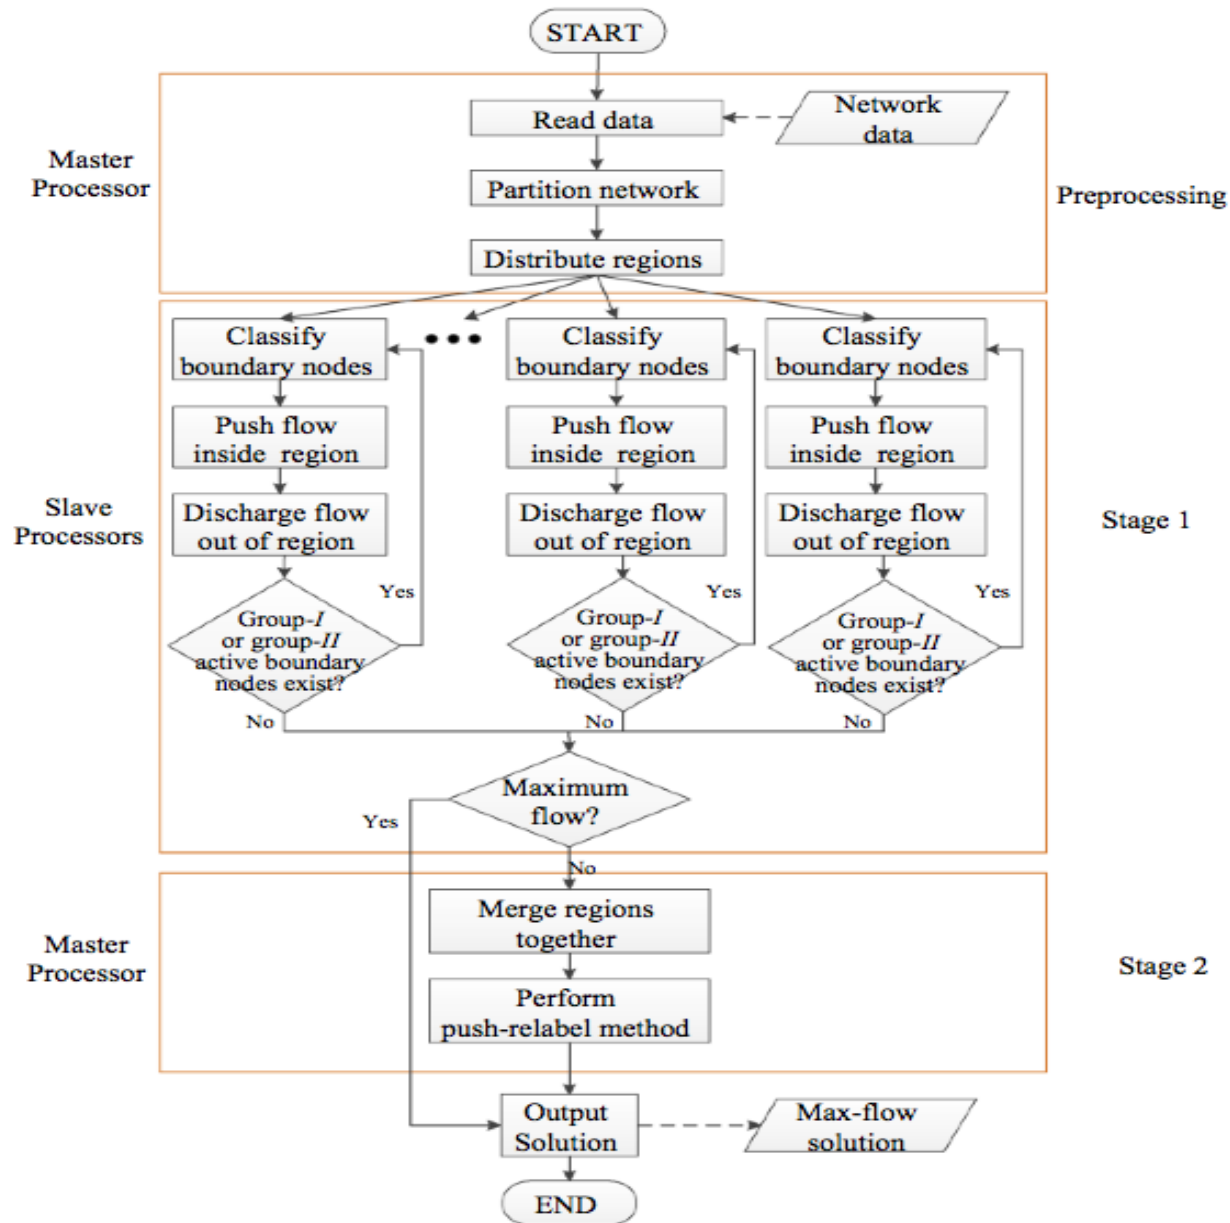 START
Read data
Network
data
Master
Processor
Partition network
Preprocessing
Distribute regions
Classify
boundary nodes
Classify
boundary nodes
Classify
boundary nodes
Push flow
inside region
Push flow
inside region
Push flow
inside region
Slave
Processors
Discharge flow
out of region
Discharge flow
out of region
Discharge flow
out of region
Stage 1
Group-I
or group-II
active boundary
nodes exist?
Yes
Group-I
or group-II
active boundary
nodes exist?
Yes
Group-I
or group-II
active boundary
nodes exist?
Yes
No
No
No
Maximum
flow?
Yes
No
Merge regions
together
Master
Processor
Stage 2
Perform
push-relabel method
Output
Solution
Max-flow
solution
END